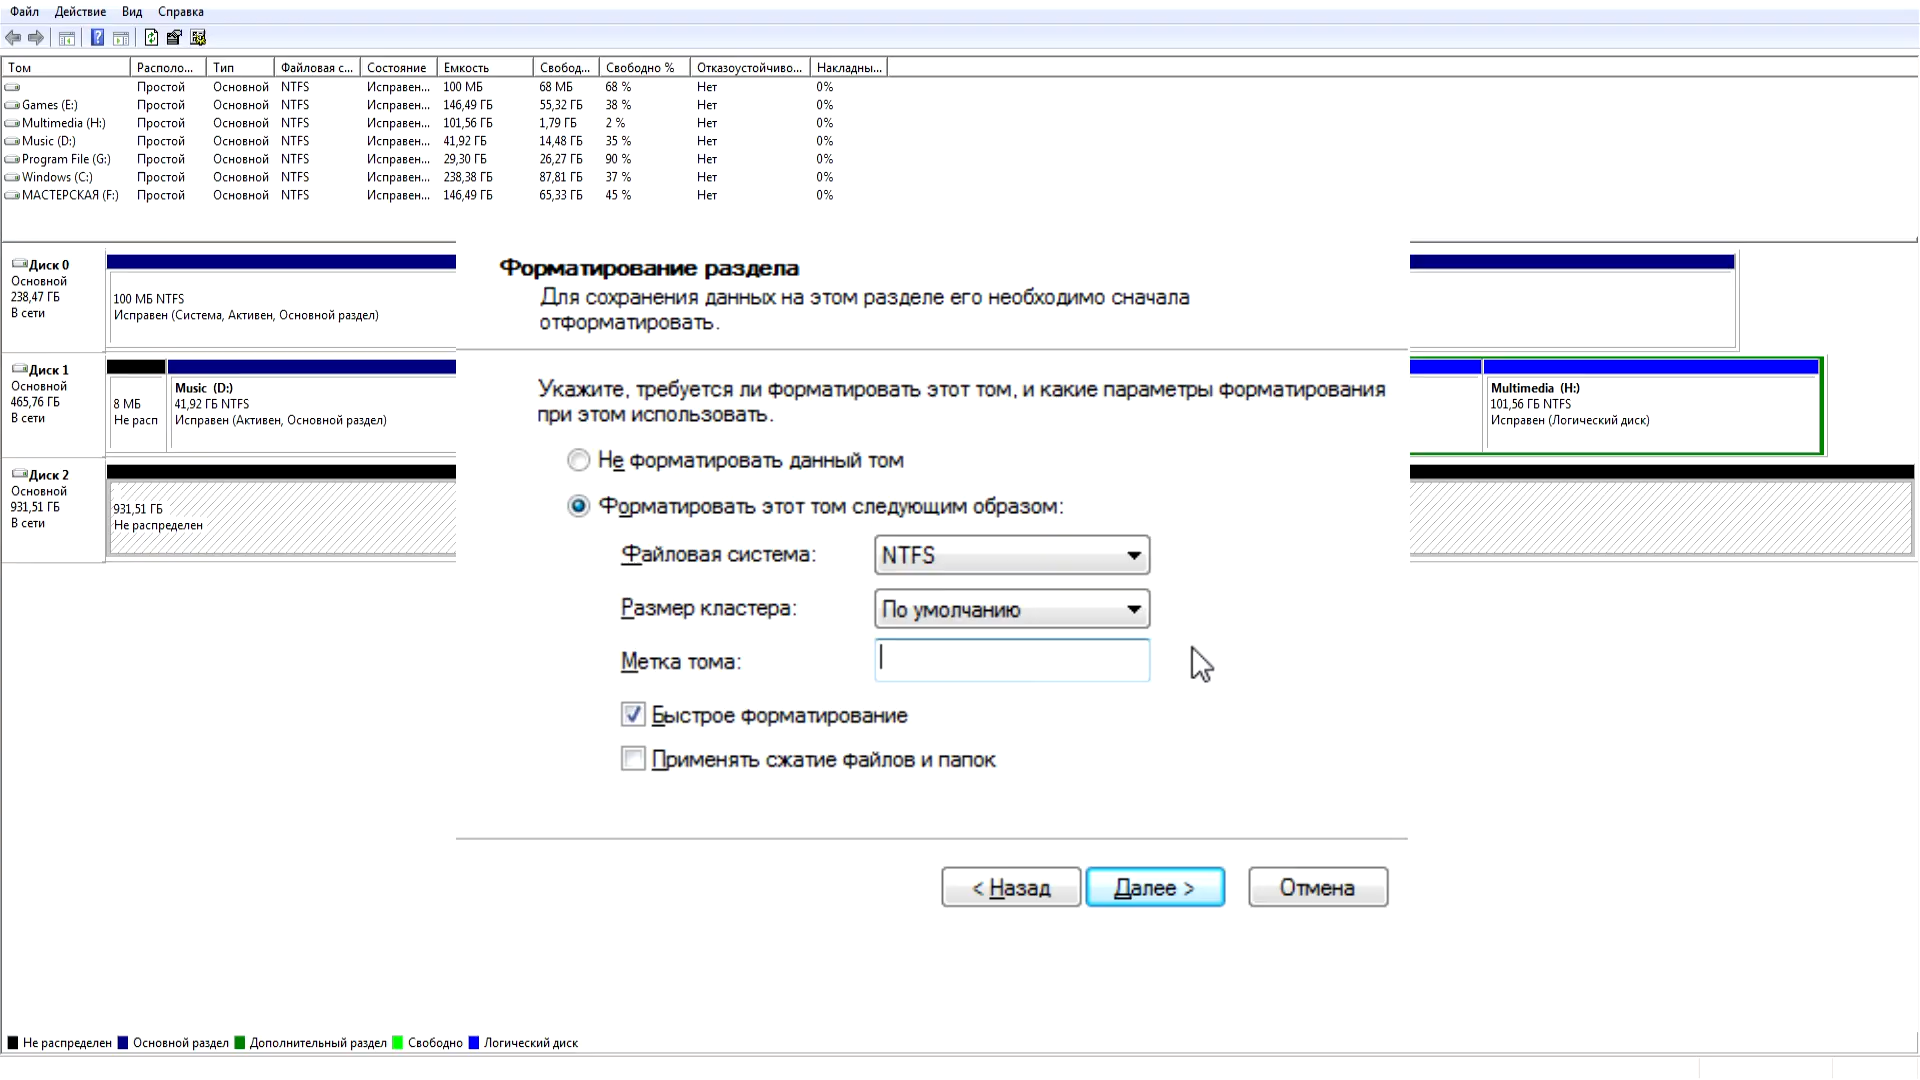 Файл Действие Вид Справка
Том Располо... Тип Файловая с... Состояние Емкость Свобод... Свободно % Отказоустойчиво... Накладны...
Простой Основной NTFS Исправен... 100 МБ 68 МБ 68 % Нет 0%
Games (E:) Простой Основной NTFS Исправен... 146,49 ГБ 55,32 ГБ 38 % Нет 0%
Multimedia (H:) Простой Основной NTFS Исправен... 101,56 ГБ 1,79 ГБ 2 % Нет 0%
Music (D:) Простой Основной NTFS Исправен... 41,92 ГБ 14,48 ГБ 35 % Нет 0%
Program File (G:) Простой Основной NTFS Исправен... 29,30 ГБ 26,27 ГБ 90 % Нет 0%
Windows (C:) Простой Основной NTFS Исправен... 238,38 ГБ 87,81 ГБ 37 % Нет 0%
МАСТЕРСКАЯ (F:) Простой Основной NTFS Исправен... 146,49 ГБ 65,33 ГБ 45 % Нет 0%
Диск 0
Основной
238,47 ГБ
В сети
100 МБ NTFS
Исправен (Система, Активен, Основной раздел)
Диск 1
Основной
465,76 ГБ
В сети
8 МБ
Не расп
Music (D:)
41,92 ГБ NTFS
Исправен (Активен, Основной раздел)
Multimedia (H:)
101,56 ГБ NTFS
Исправен (Логический диск)
Диск 2
Основной
931,51 ГБ
В сети
931,51 ГБ
Не распределен
Форматирование раздела
Для сохранения данных на этом разделе его необходимо сначала
отформатировать.
Укажите, требуется ли форматировать этот том, и какие параметры форматирования
при этом использовать.
Не форматировать данный том
Форматировать этот том следующим образом:
Файловая система: NTFS
Размер кластера: По умолчанию
Метка тома:
Быстрое форматирование
Применять сжатие файлов и папок
< Назад Далее > Отмена
Не распределен Основной раздел Дополнительный раздел Свободно Логический диск